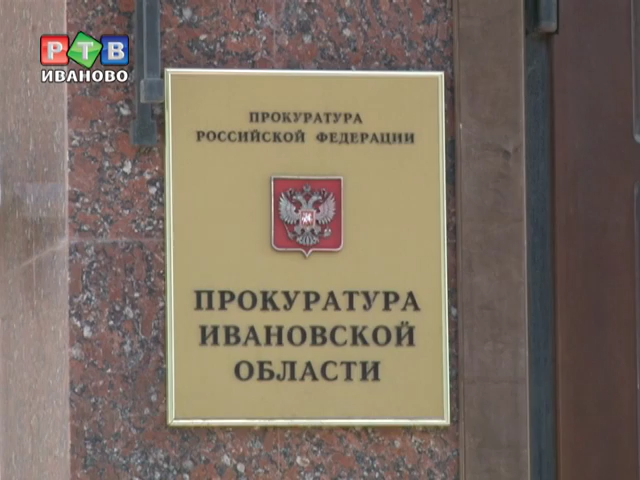 РТВ
ИВАНОВО
ПРОКУРАТУРА
РОССИЙСКОЙ ФЕДЕРАЦИИ
ПРОКУРАТУРА
ИВАНОВСКОЙ
ОБЛАСТИ